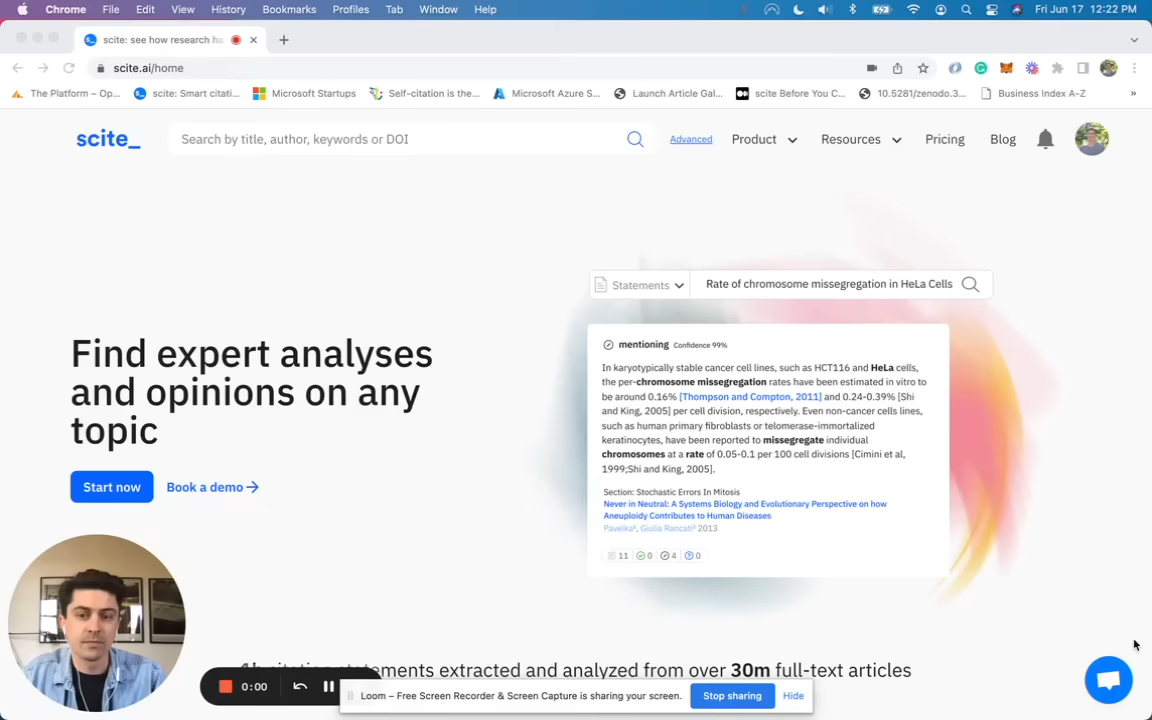 Chrome File Edit View History Bookmarks Profiles Tab Window Help Fri Jun 17 12:22 PM
scite: see how research ha
scite.ai/home
The Platform – Op... scite: Smart citati... Microsoft Startups Self-citation is the... Microsoft Azure S... Launch Article Gal... scite Before You C... 10.5281/zenodo.3... Business Index A-Z »
scite_ Search by title, author, keywords or DOI Advanced Product Resources Pricing Blog
Statements Rate of chromosome missegregation in HeLa Cells
Find expert analyses
and opinions on any
topic
Start now Book a demo
mentioning Confidence 99%
In karyotypically stable cancer cell lines, such as HCT116 and HeLa cells,
the per-chromosome missegregation rates have been estimated in vitro to
be around 0.16% [Thompson and Compton, 2011] and 0.24-0.39% [Shi
and King, 2005] per cell division, respectively. Even non-cancer cells lines,
such as human primary fibroblasts or telomerase-immortalized
keratinocytes, have been reported to missegregate individual
chromosomes at a rate of 0.05-0.1 per 100 cell divisions [Cimini et al,
1999;Shi and King, 2005].
Section: Stochastic Errors In Mitosis
Never in Neutral: A Systems Biology and Evolutionary Perspective on how
Aneuploidy Contributes to Human Diseases
Pavelka⁶, Giulia Rancati² 2013
11 0 4 0
citation statements extracted and analyzed from over 30m full-text articles
0:00
Loom – Free Screen Recorder & Screen Capture is sharing your screen. Stop sharing Hide